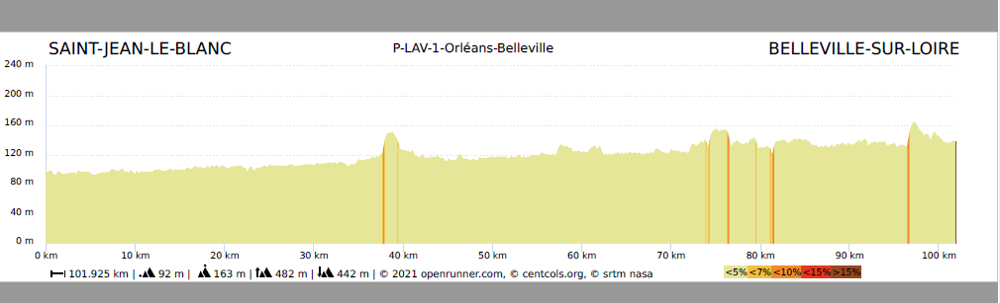 SAINT-JEAN-LE-BLANC P-LAV-1-Orléans-Belleville BELLEVILLE-SUR-LOIRE
240 m
200 m
160 m
120 m
80 m
40 m
0 m
0 km 10 km 20 km 30 km 40 km 50 km 60 km 70 km 80 km 90 km 100 km
101.925 km | 92 m | 163 m | 482 m | 442 m | © 2021 openrunner.com, © centcols.org, © srtm nasa <5% <7% <10% <15% >15%